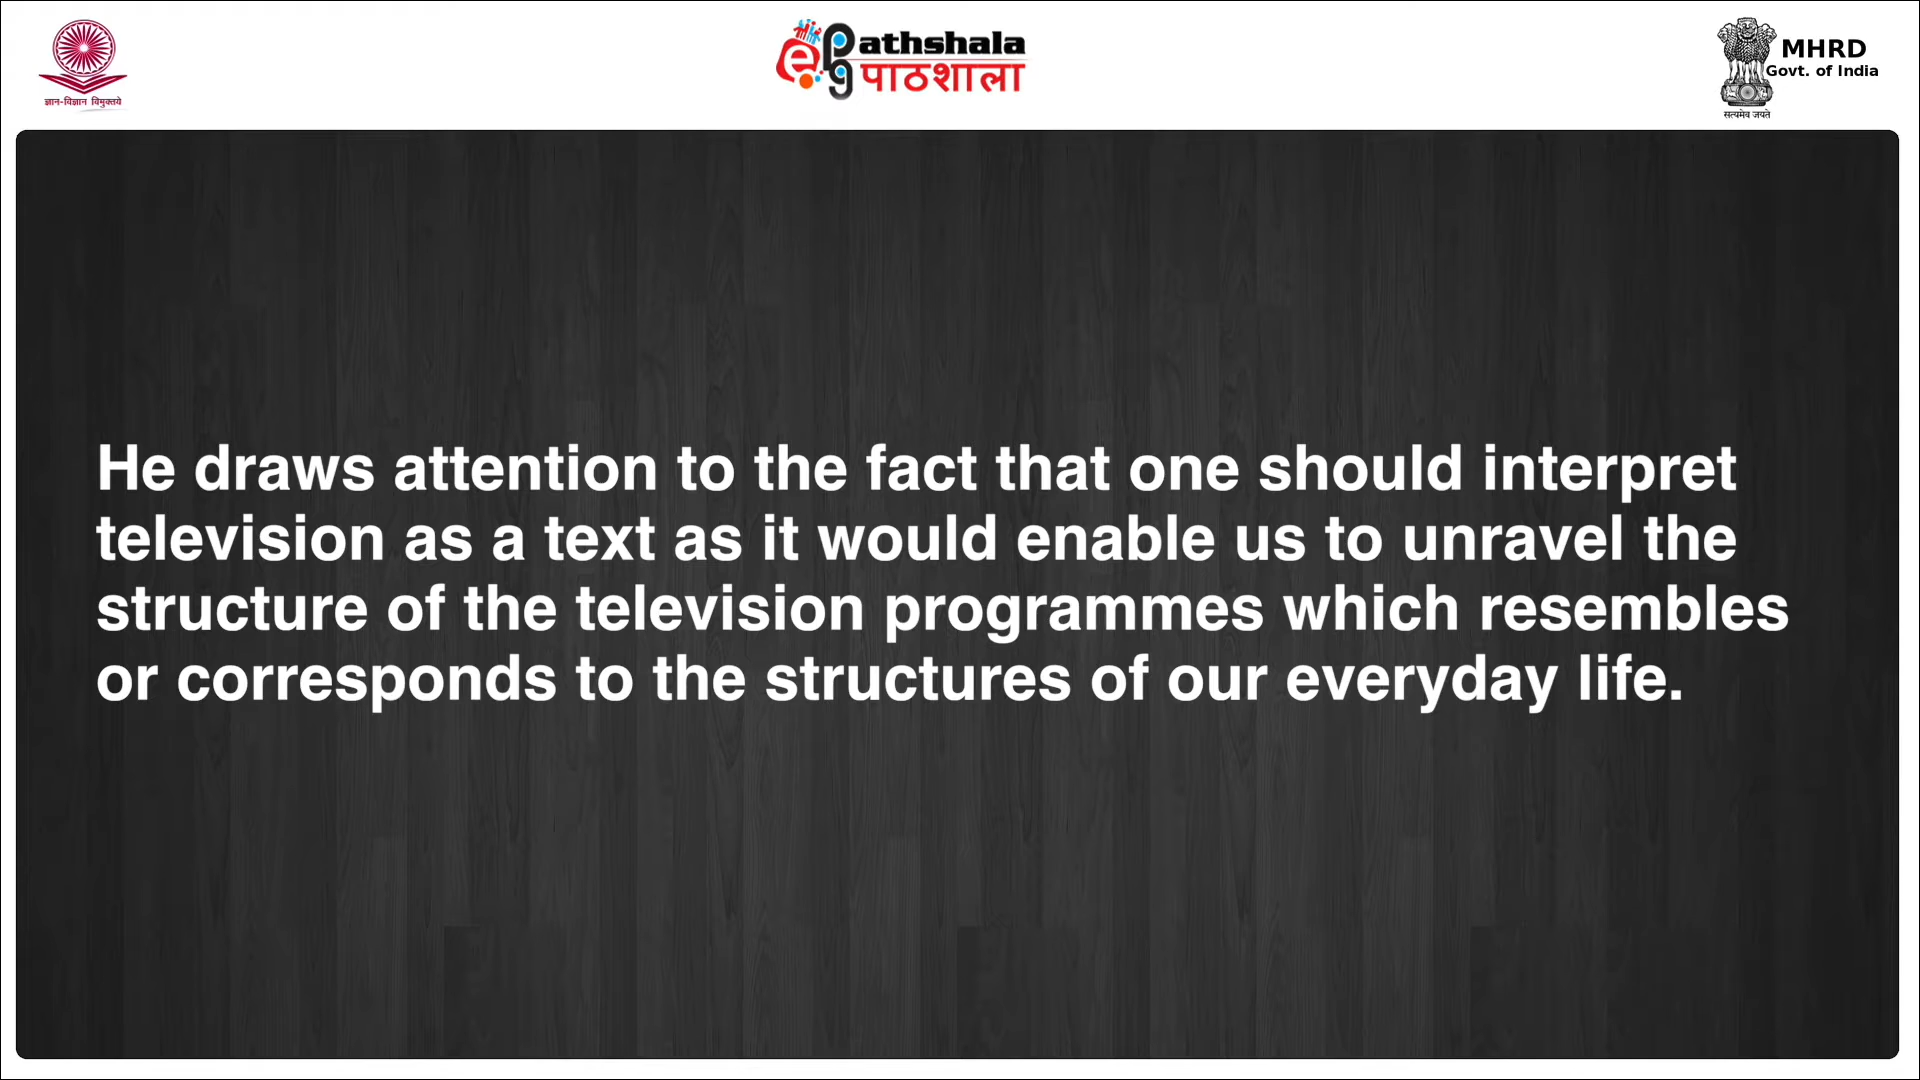 ज्ञान-विज्ञान विमुक्तये
ePG athshala
पाठशाला
MHRD
Govt. of India
सत्यमेव जयते
He draws attention to the fact that one should interpret
television as a text as it would enable us to unravel the
structure of the television programmes which resembles
or corresponds to the structures of our everyday life.